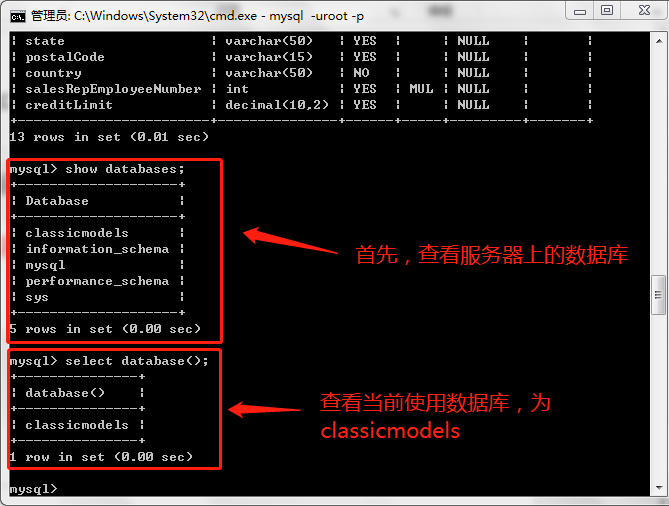 管理员: C:\Windows\System32\cmd.exe - mysql  -uroot -p
| state                  | varchar(50)   | YES  |     | NULL    |       |
| postalCode             | varchar(15)   | YES  |     | NULL    |       |
| country                | varchar(50)   | NO   |     | NULL    |       |
| salesRepEmployeeNumber | int           | YES  | MUL | NULL    |       |
| creditLimit            | decimal(10,2) | YES  |     | NULL    |       |
+------------------------+---------------+------+-----+---------+-------+
13 rows in set (0.01 sec)
mysql> show databases;
+--------------------+
| Database           |
+--------------------+
| classicmodels      |
| information_schema |
| mysql              |
| performance_schema |
| sys                |
+--------------------+
5 rows in set (0.00 sec)
首先，查看服务器上的数据库
mysql> select database();
+---------------+
| database()    |
+---------------+
| classicmodels |
+---------------+
1 row in set (0.00 sec)
查看当前使用数据库，为
classicmodels
mysql>